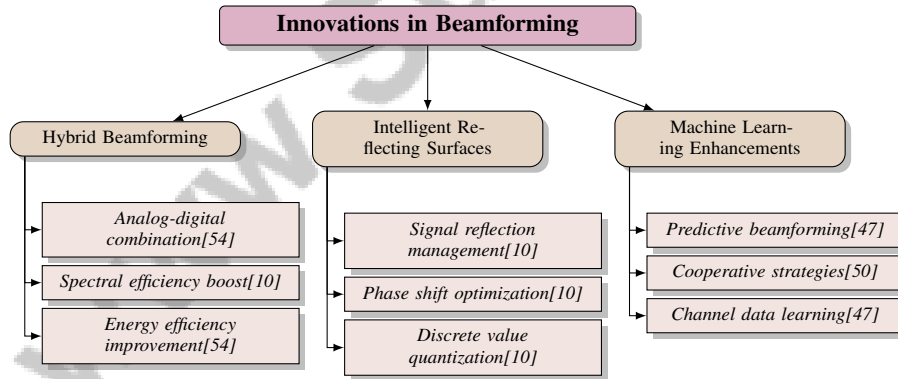 Innovations in Beamforming
Hybrid Beamforming
Analog-digital
combination[54]
Spectral efficiency boost[10]
Energy efficiency
improvement[54]
Intelligent Re-
flecting Surfaces
Signal reflection
management[10]
Phase shift optimization[10]
Discrete value
quantization[10]
Machine Learn-
ing Enhancements
Predictive beamforming[47]
Cooperative strategies[50]
Channel data learning[47]